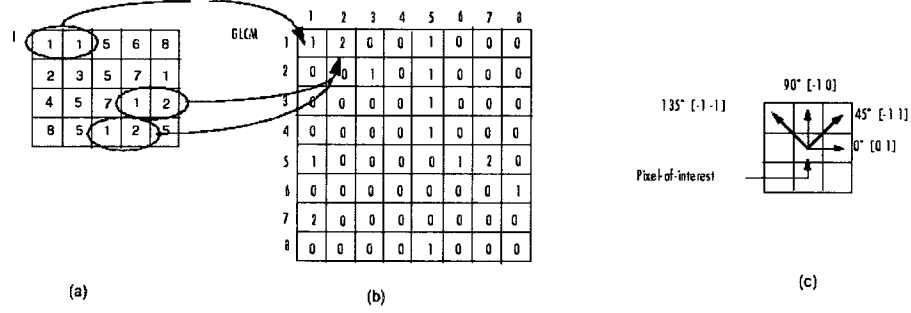 I
1 1 5 6 8
2 3 5 7 1
4 5 7 1 2
8 5 1 2 5
(a)
GLCM
1 2 3 4 5 6 7 8
1 1 2 0 0 1 0 0 0
2 0 0 1 0 1 0 0 0
3 0 0 0 0 1 0 0 0
4 0 0 0 0 1 0 0 0
5 1 0 0 0 0 1 2 0
6 0 0 0 0 0 0 0 1
7 2 0 0 0 0 0 0 0
8 0 0 0 0 1 0 0 0
(b)
90° [-1 0]
135° [-1 -1]
45° [-1 1]
0° [0 1]
Pixel-of-interest
(c)